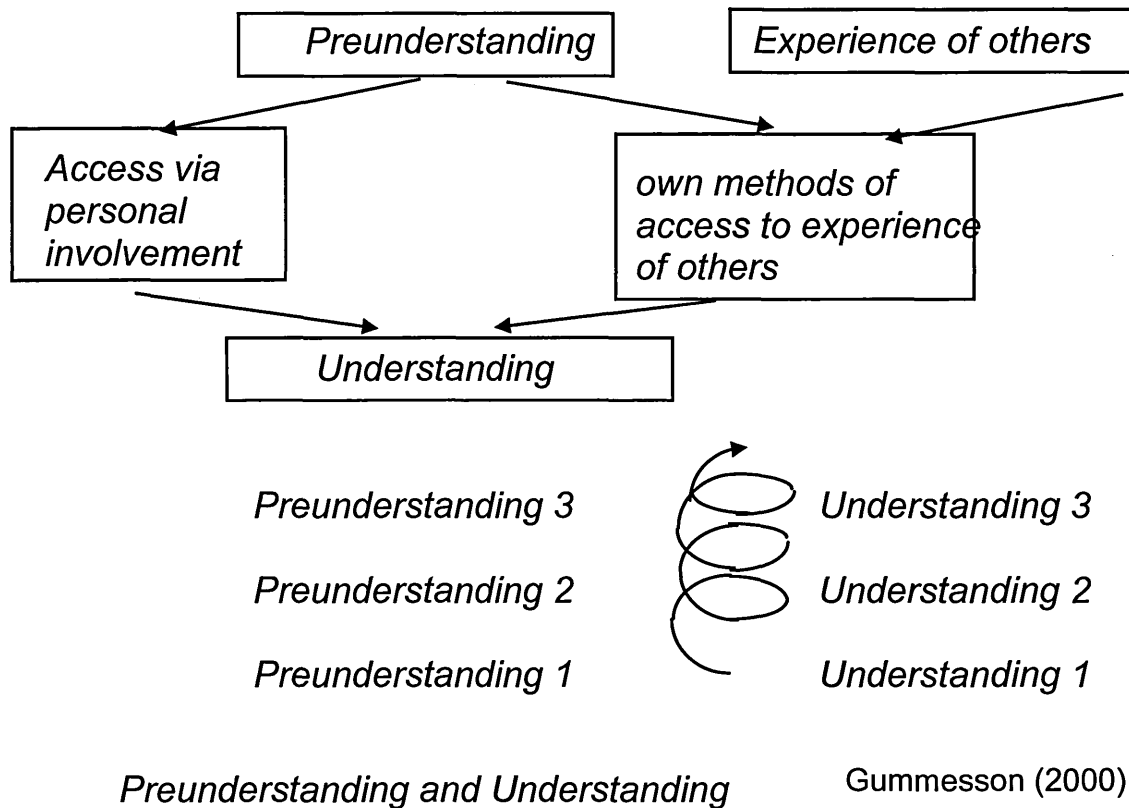 Preunderstanding
Experience of others
Access via
personal
involvement
own methods of
access to experience
of others
Understanding
Preunderstanding 3
Understanding 3
Preunderstanding 2
Understanding 2
Preunderstanding 1
Understanding 1
Preunderstanding and Understanding
Gummesson (2000)